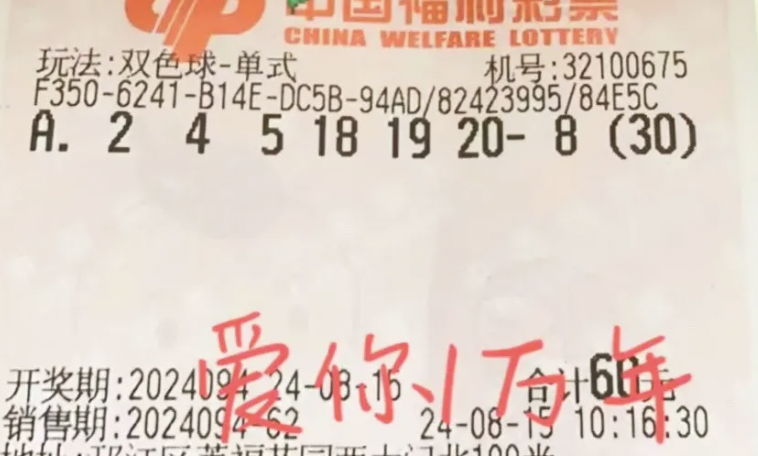 中国福利彩票
CHINA WELFARE LOTTERY
玩法:双色球-单式 机号:32100675
F350-6241-B14E-DC5B-94AD/82423995/84E5C
A. 2 4 5 18 19 20- 8 (30)
爱你1万年
开奖期:2024094 24-08-15 合计60元
销售期:2024094-62 24-08-15 10:16:30